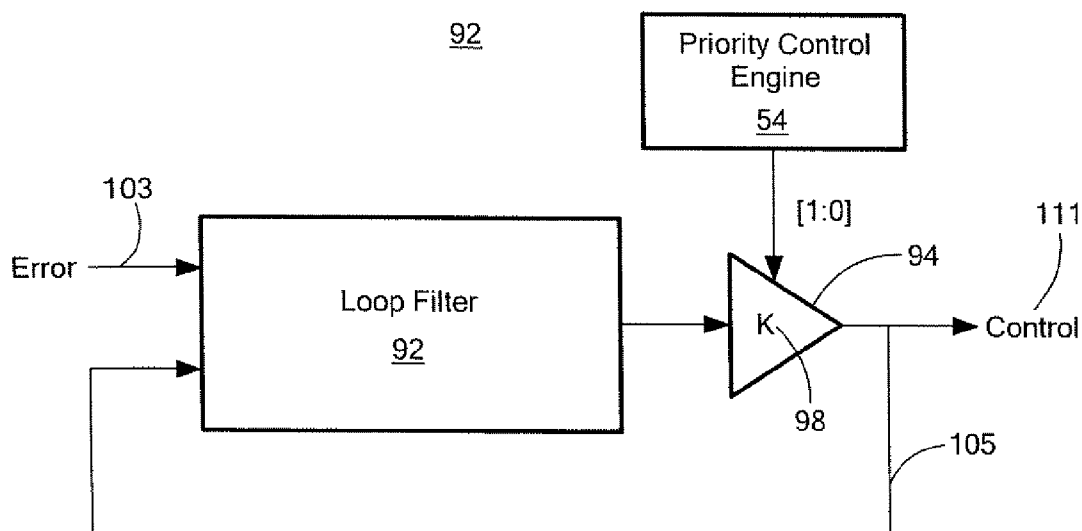 92
Priority Control
Engine
54
103
[1:0]
111
Error
94
Loop Filter
K
Control
92
98
105